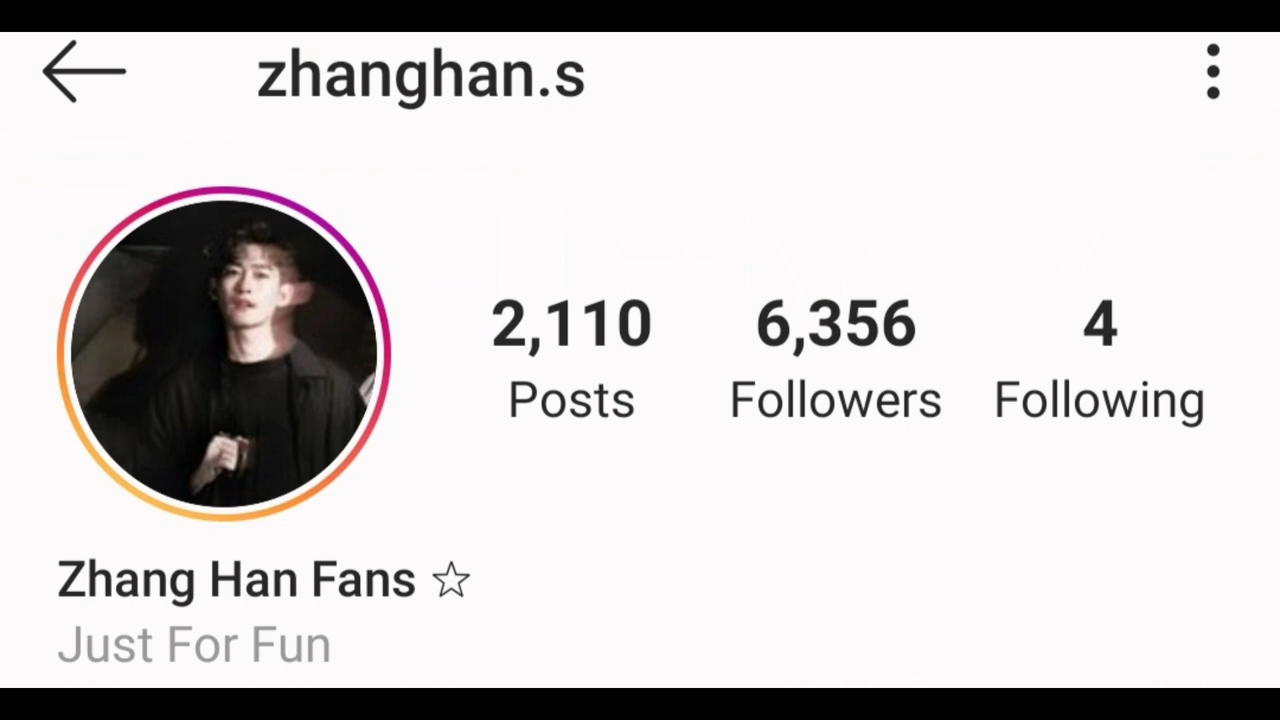 zhanghan.s
2,110 6,356 4
Posts Followers Following
Zhang Han Fans ☆
Just For Fun